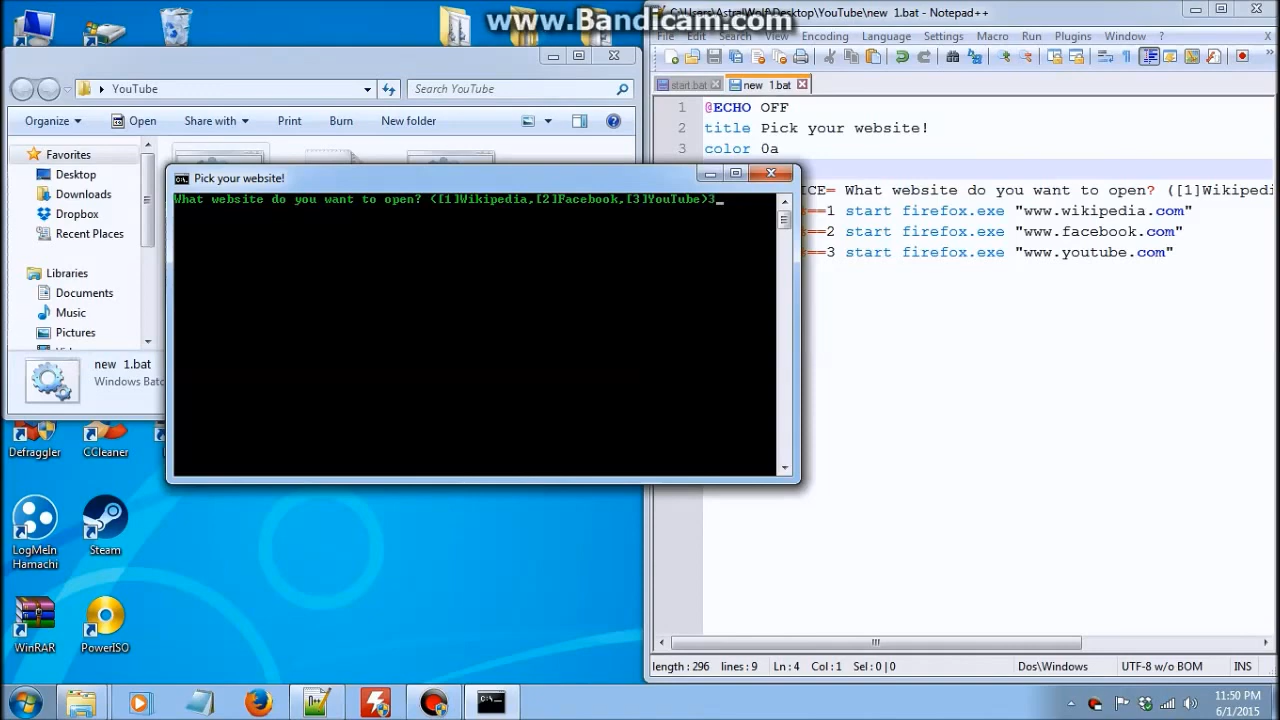 www.Bandicam.com
C:\Users\AstralWolf\Desktop\YouTube\new 1.bat - Notepad++
File Edit Search View Encoding Language Settings Macro Run Plugins Window ? X
YouTube
Search YouTube
start.bat
new 1.bat
Organize
Open
Share with
Print
Burn
New folder
1 @ECHO OFF
2 title Pick your website!
3 color 0a
ICE= What website do you want to open? ([1]Wikiped
==1 start firefox.exe "www.wikipedia.com"
==2 start firefox.exe "www.facebook.com"
==3 start firefox.exe "www.youtube.com"
Favorites
Desktop
Downloads
Dropbox
Recent Places
Libraries
Documents
Music
Pictures
Pick your website!
What website do you want to open? ([1]Wikipedia,[2]Facebook,[3]YouTube)3_
new 1.bat
Windows Batc
Defraggler
CCleaner
LogMeIn
Hamachi
Steam
WinRAR
PowerISO
length : 296 lines : 9
Ln : 4 Col : 1 Sel : 0 | 0
Dos\Windows
UTF-8 w/o BOM
INS
11:50 PM
6/1/2015